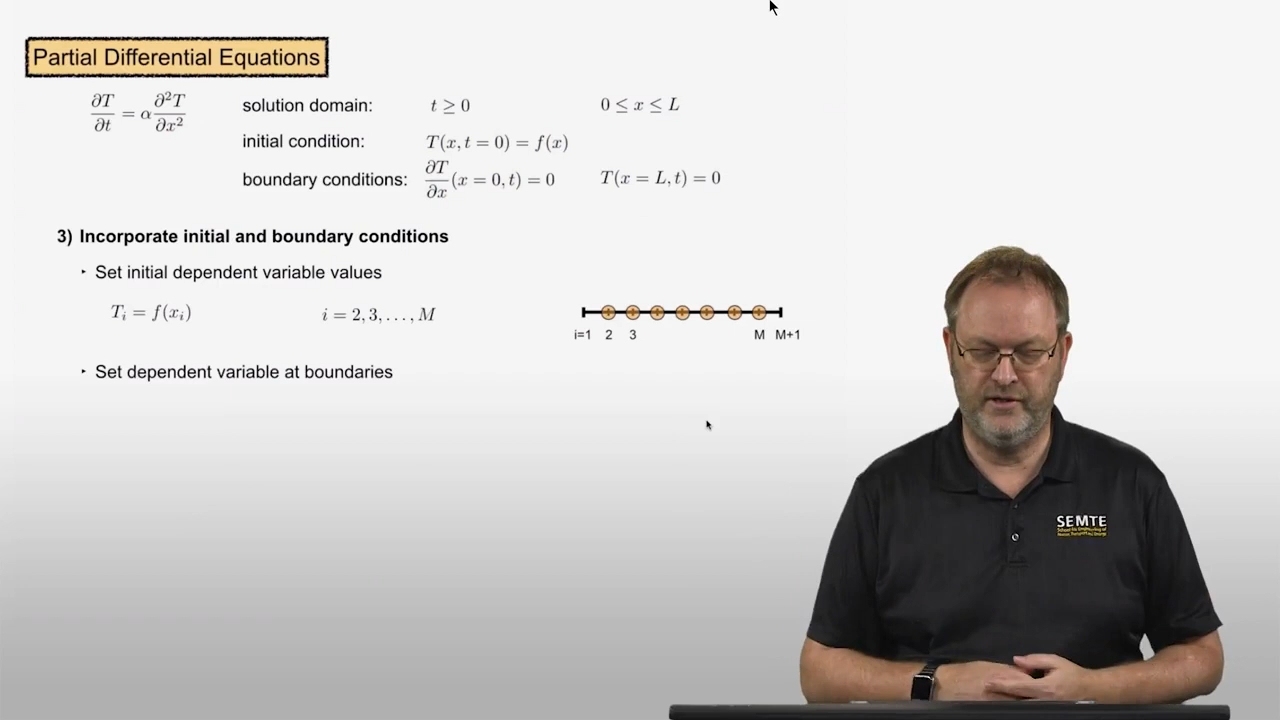 Partial Differential Equations
∂T/∂t = α ∂²T/∂x²
solution domain: t ≥ 0 0 ≤ x ≤ L
initial condition: T(x, t = 0) = f(x)
boundary conditions: ∂T/∂x (x = 0, t) = 0 T(x = L, t) = 0
3) Incorporate initial and boundary conditions
‣ Set initial dependent variable values
T_i = f(x_i) i = 2, 3, . . . , M
i=1 2 3 M M+1
‣ Set dependent variable at boundaries
SEMTE